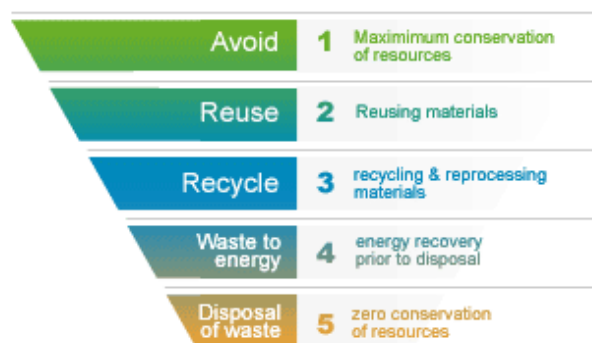 Avoid 1 Maximimum conservation
of resources
Reuse 2 Reusing materials
Recycle 3 recycling & reprocessing
materials
Waste to
energy 4 energy recovery
prior to disposal
Disposal
of waste 5 zero conservation
of resources